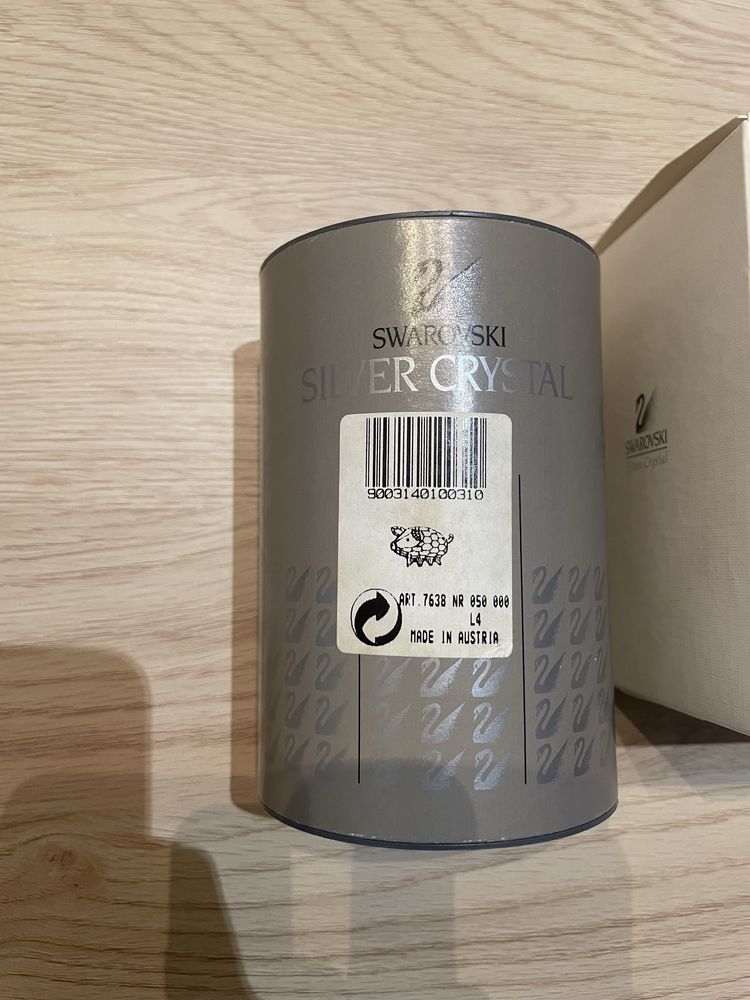 SWAROVSKI
SILVER CRYSTAL
9003140100310
ART.7638 NR 050 000
L4
MADE IN AUSTRIA
SWAROVSKI
Silver Crystal